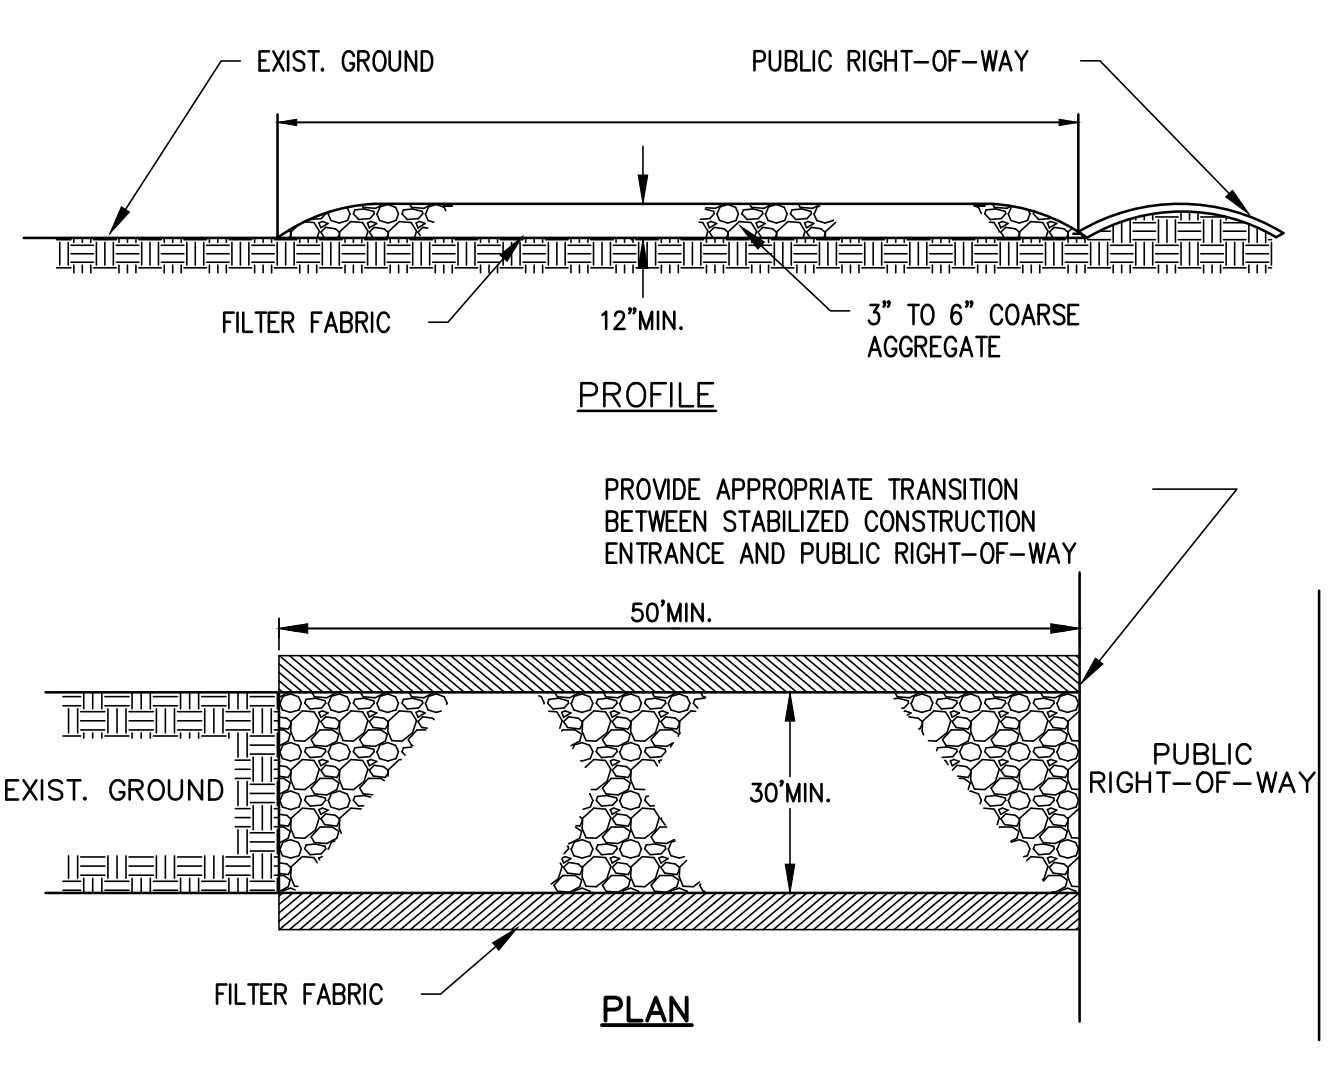 EXIST. GROUND
PUBLIC RIGHT-OF-WAY
FILTER FABRIC
12"MIN.
3" TO 6" COARSE
AGGREGATE
PROFILE
PROVIDE APPROPRIATE TRANSITION
BETWEEN STABILIZED CONSTRUCTION
ENTRANCE AND PUBLIC RIGHT-OF-WAY
50'MIN.
EXIST. GROUND
30'MIN.
PUBLIC
RIGHT-OF-WAY
FILTER FABRIC
PLAN